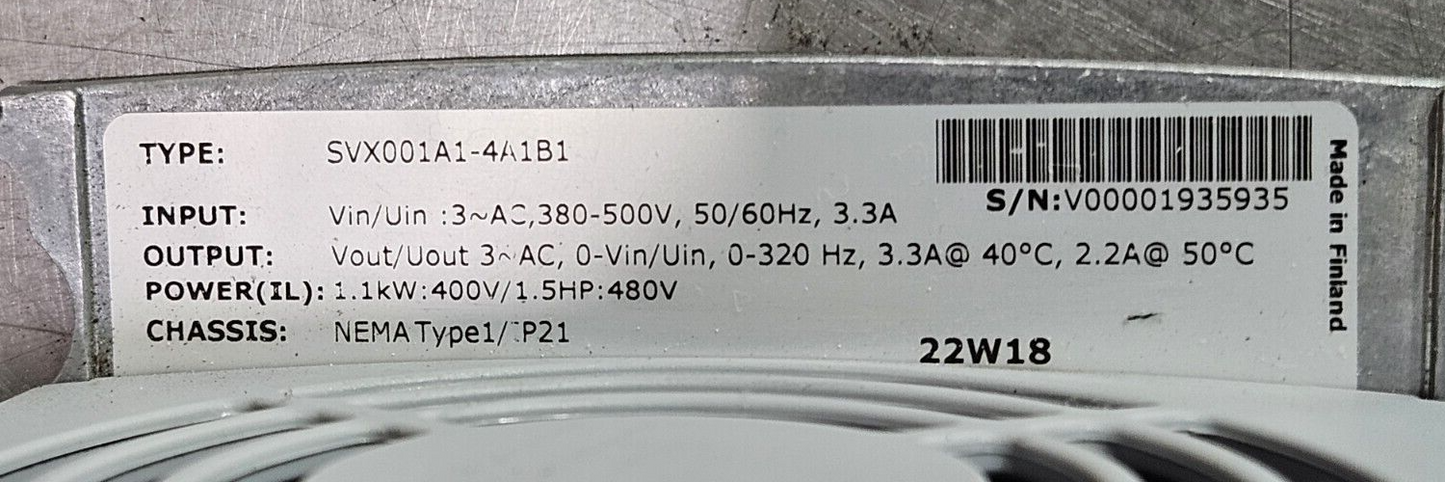 TYPE: SVX001A1-4A1B1
S/N:V00001935935
INPUT: Vin/Uin :3~AC,380-500V, 50/60Hz, 3.3A
OUTPUT: Vout/Uout 3~AC, 0-Vin/Uin, 0-320 Hz, 3.3A@ 40°C, 2.2A@ 50°C
POWER(IL): 1.1kW:400V/1.5HP:480V
CHASSIS: NEMA Type1/IP21
22W18
Made in Finland